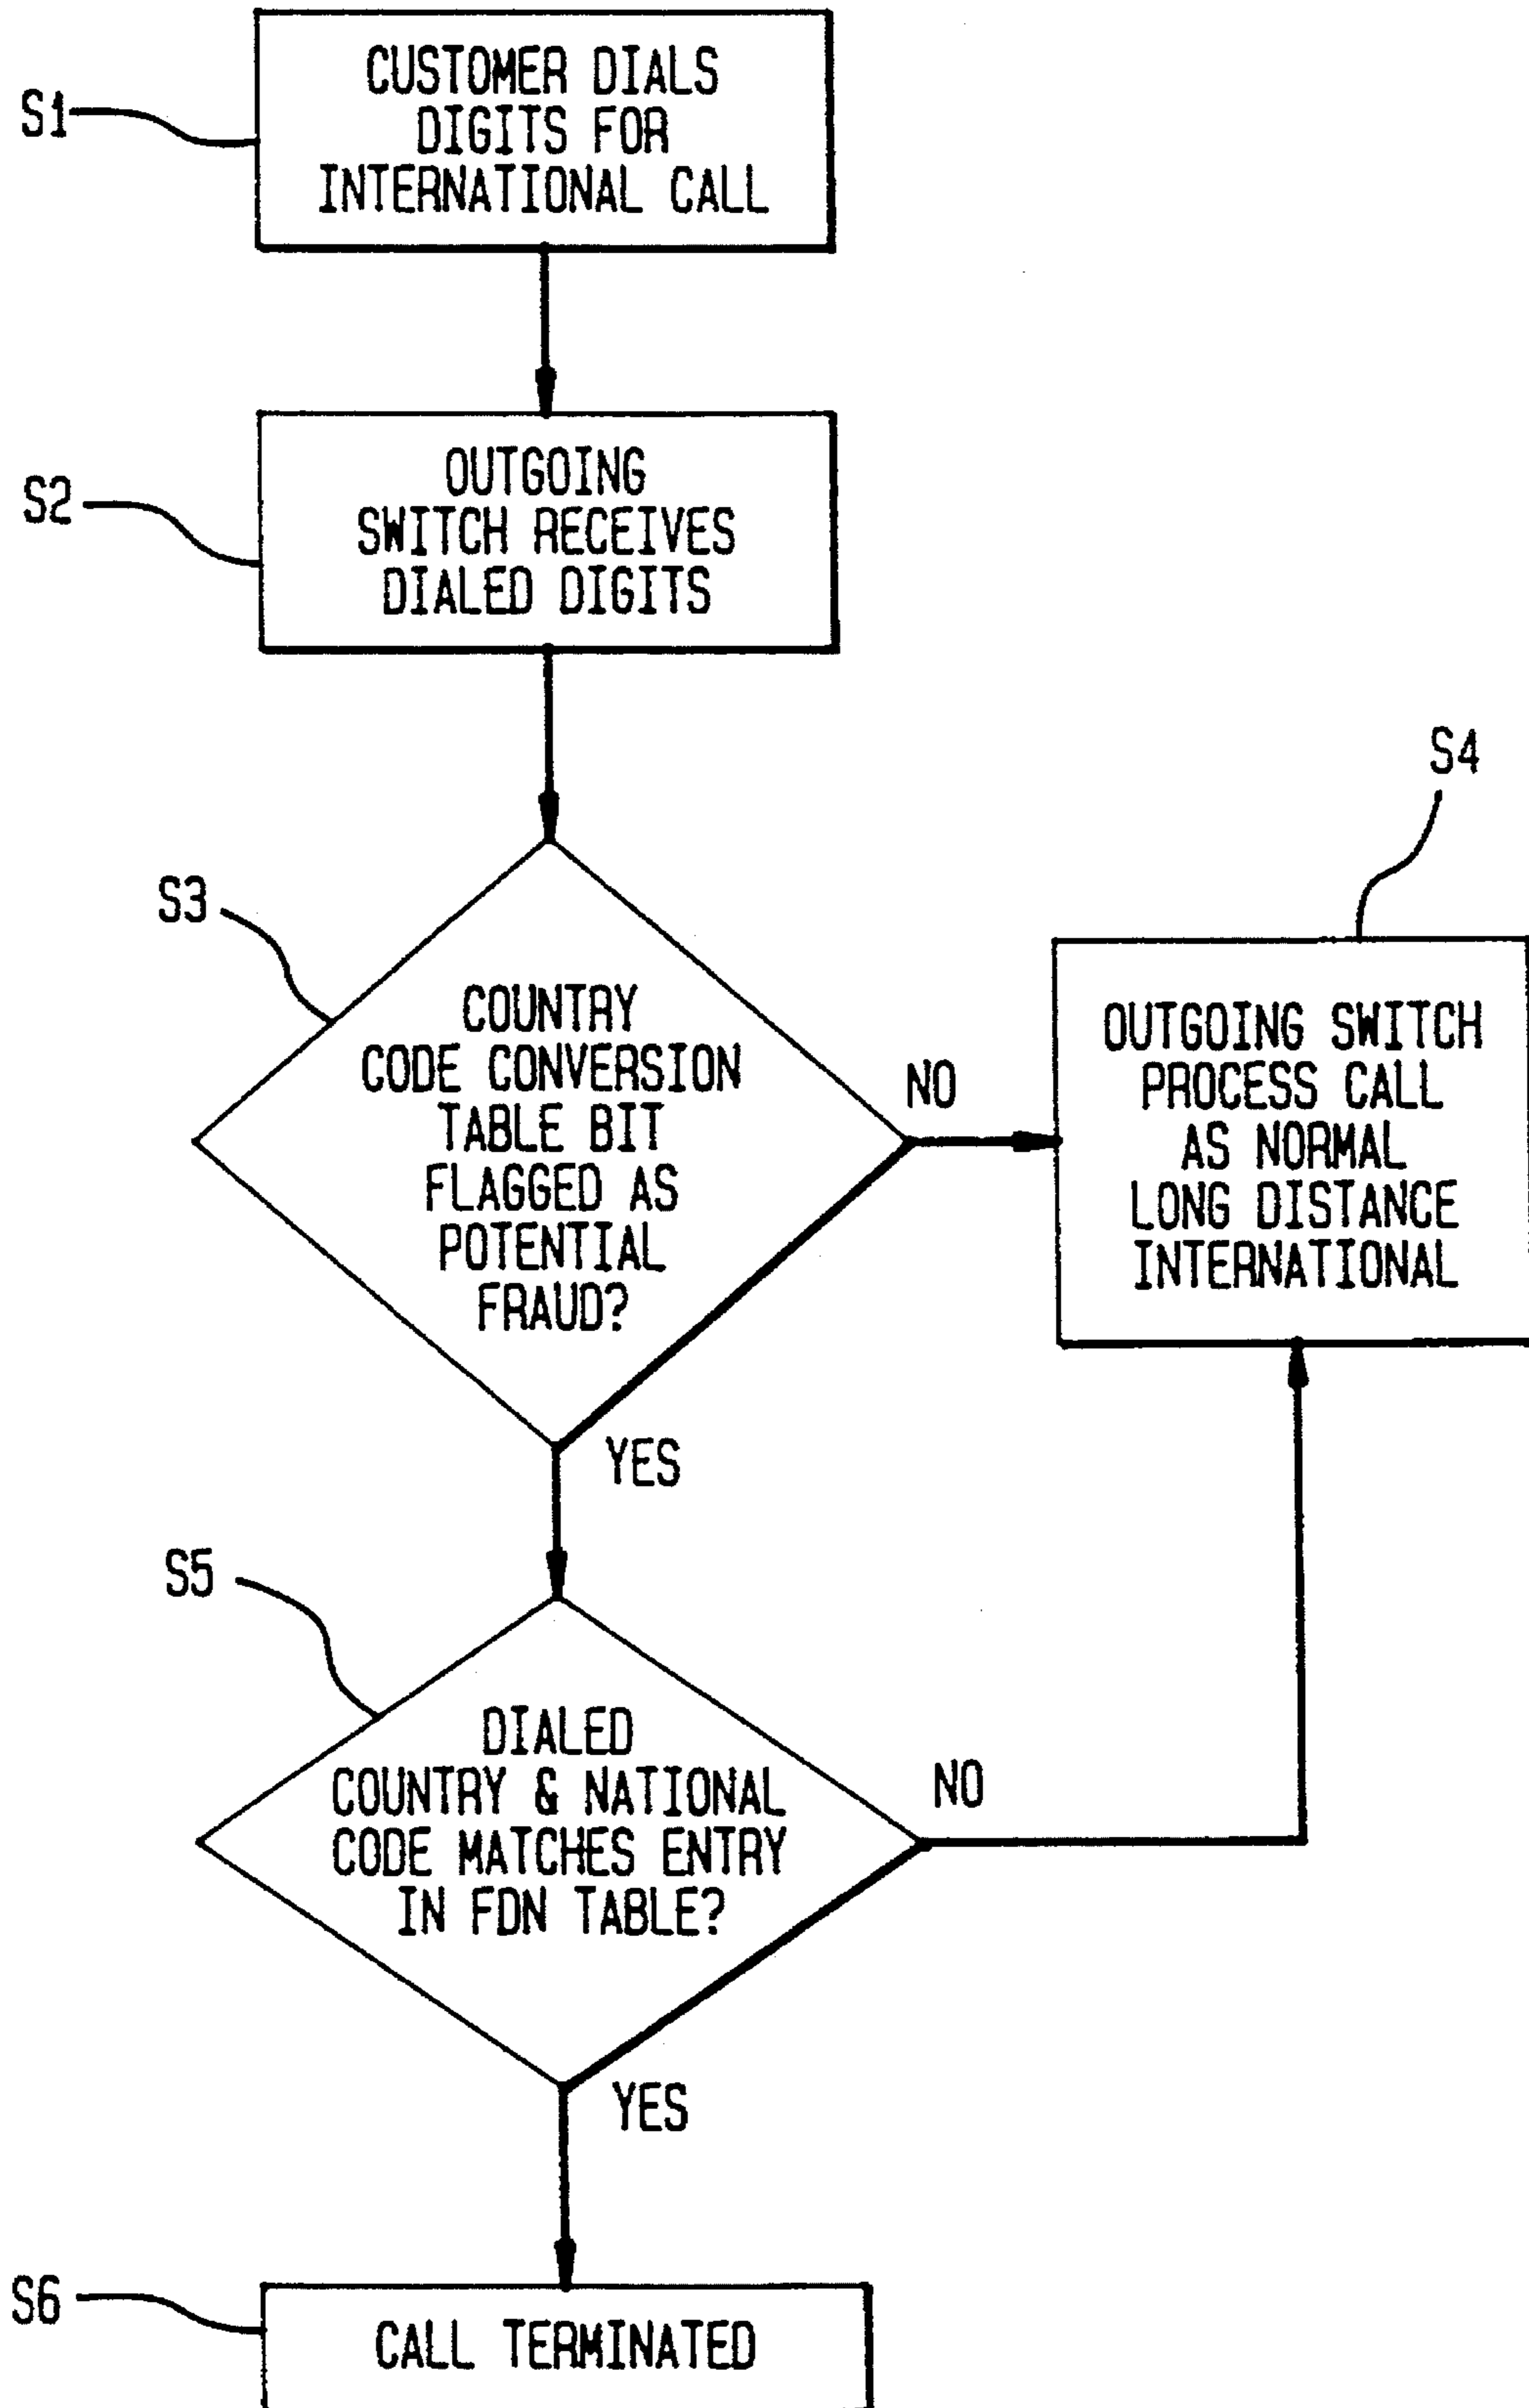 S1
CUSTOMER DIALS
DIGITS FOR
INTERNATIONAL CALL
S2
OUTGOING
SWITCH RECEIVES
DIALED DIGITS
S3
COUNTRY
CODE CONVERSION
TABLE BIT
FLAGGED AS
POTENTIAL
FRAUD?
NO
YES
S4
OUTGOING SWITCH
PROCESS CALL
AS NORMAL
LONG DISTANCE
INTERNATIONAL
S5
DIALED
COUNTRY & NATIONAL
CODE MATCHES ENTRY
IN FDN TABLE?
NO
YES
S6
CALL TERMINATED